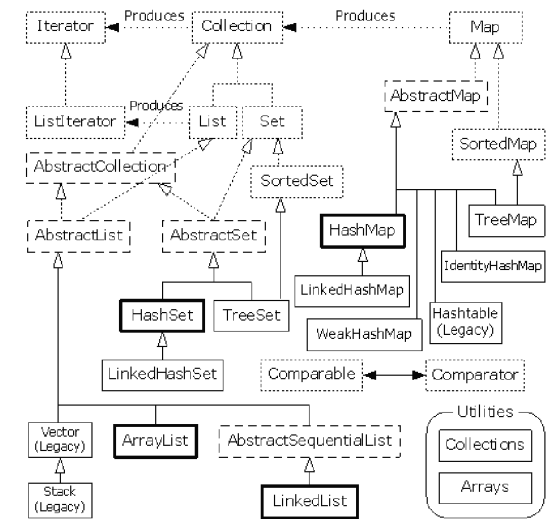 Iterator
Produces
Collection
Produces
Map
ListIterator
Produces
List
Set
AbstractMap
AbstractCollection
SortedSet
SortedMap
AbstractList
AbstractSet
HashMap
TreeMap
IdentityHashMap
LinkedHashMap
HashSet
TreeSet
WeakHashMap
Hashtable
(Legacy)
LinkedHashSet
Comparable
Comparator
Vector
(Legacy)
ArrayList
AbstractSequentialList
Utilities
Collections
Arrays
Stack
(Legacy)
LinkedList